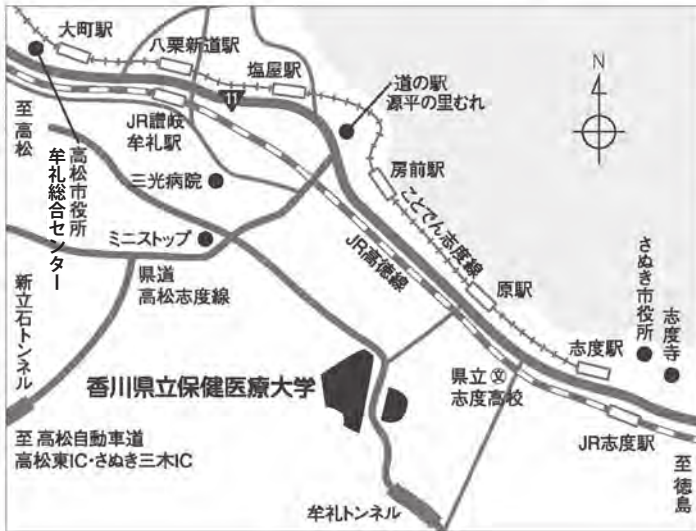 大町駅
八栗新道駅
塩屋駅
道の駅
源平の里むれ
N
11
至高松
高松市役所
牟礼総合センター
JR讃岐
牟礼駅
三光病院
房前駅
ことでん志度線
JR高徳線
ミニストップ
県道
高松志度線
原駅
さぬき市役所
志度寺
新立石トンネル
志度駅
香川県立保健医療大学
県立文
志度高校
JR志度駅
至 高松自動車道
高松東IC・さぬき三木IC
至徳島
牟礼トンネル